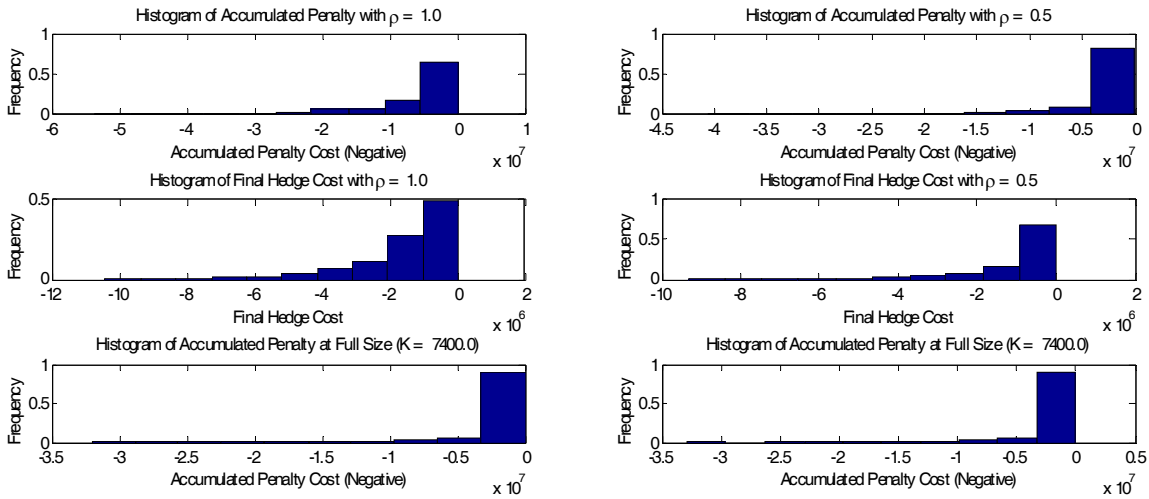 Histogram of Accumulated Penalty with ρ = 1.0
1
0.5
0
Frequency
-6 -5 -4 -3 -2 -1 0 1
Accumulated Penalty Cost (Negative)
x 10^7
Histogram of Accumulated Penalty with ρ = 0.5
1
0.5
0
Frequency
-4.5 -4 -3.5 -3 -2.5 -2 -1.5 -1 -0.5 0
Accumulated Penalty Cost (Negative)
x 10^7
Histogram of Final Hedge Cost with ρ = 1.0
0.5
0
Frequency
-12 -10 -8 -6 -4 -2 0 2
Final Hedge Cost
x 10^6
Histogram of Final Hedge Cost with ρ = 0.5
1
0.5
0
Frequency
-10 -8 -6 -4 -2 0 2
Final Hedge Cost
x 10^6
Histogram of Accumulated Penalty at Full Size (K = 7400.0)
1
0.5
0
Frequency
-3.5 -3 -2.5 -2 -1.5 -1 -0.5 0
Accumulated Penalty Cost (Negative)
x 10^7
Histogram of Accumulated Penalty at Full Size (K = 7400.0)
1
0.5
0
Frequency
-3.5 -3 -2.5 -2 -1.5 -1 -0.5 0 0.5
Accumulated Penalty Cost (Negative)
x 10^7